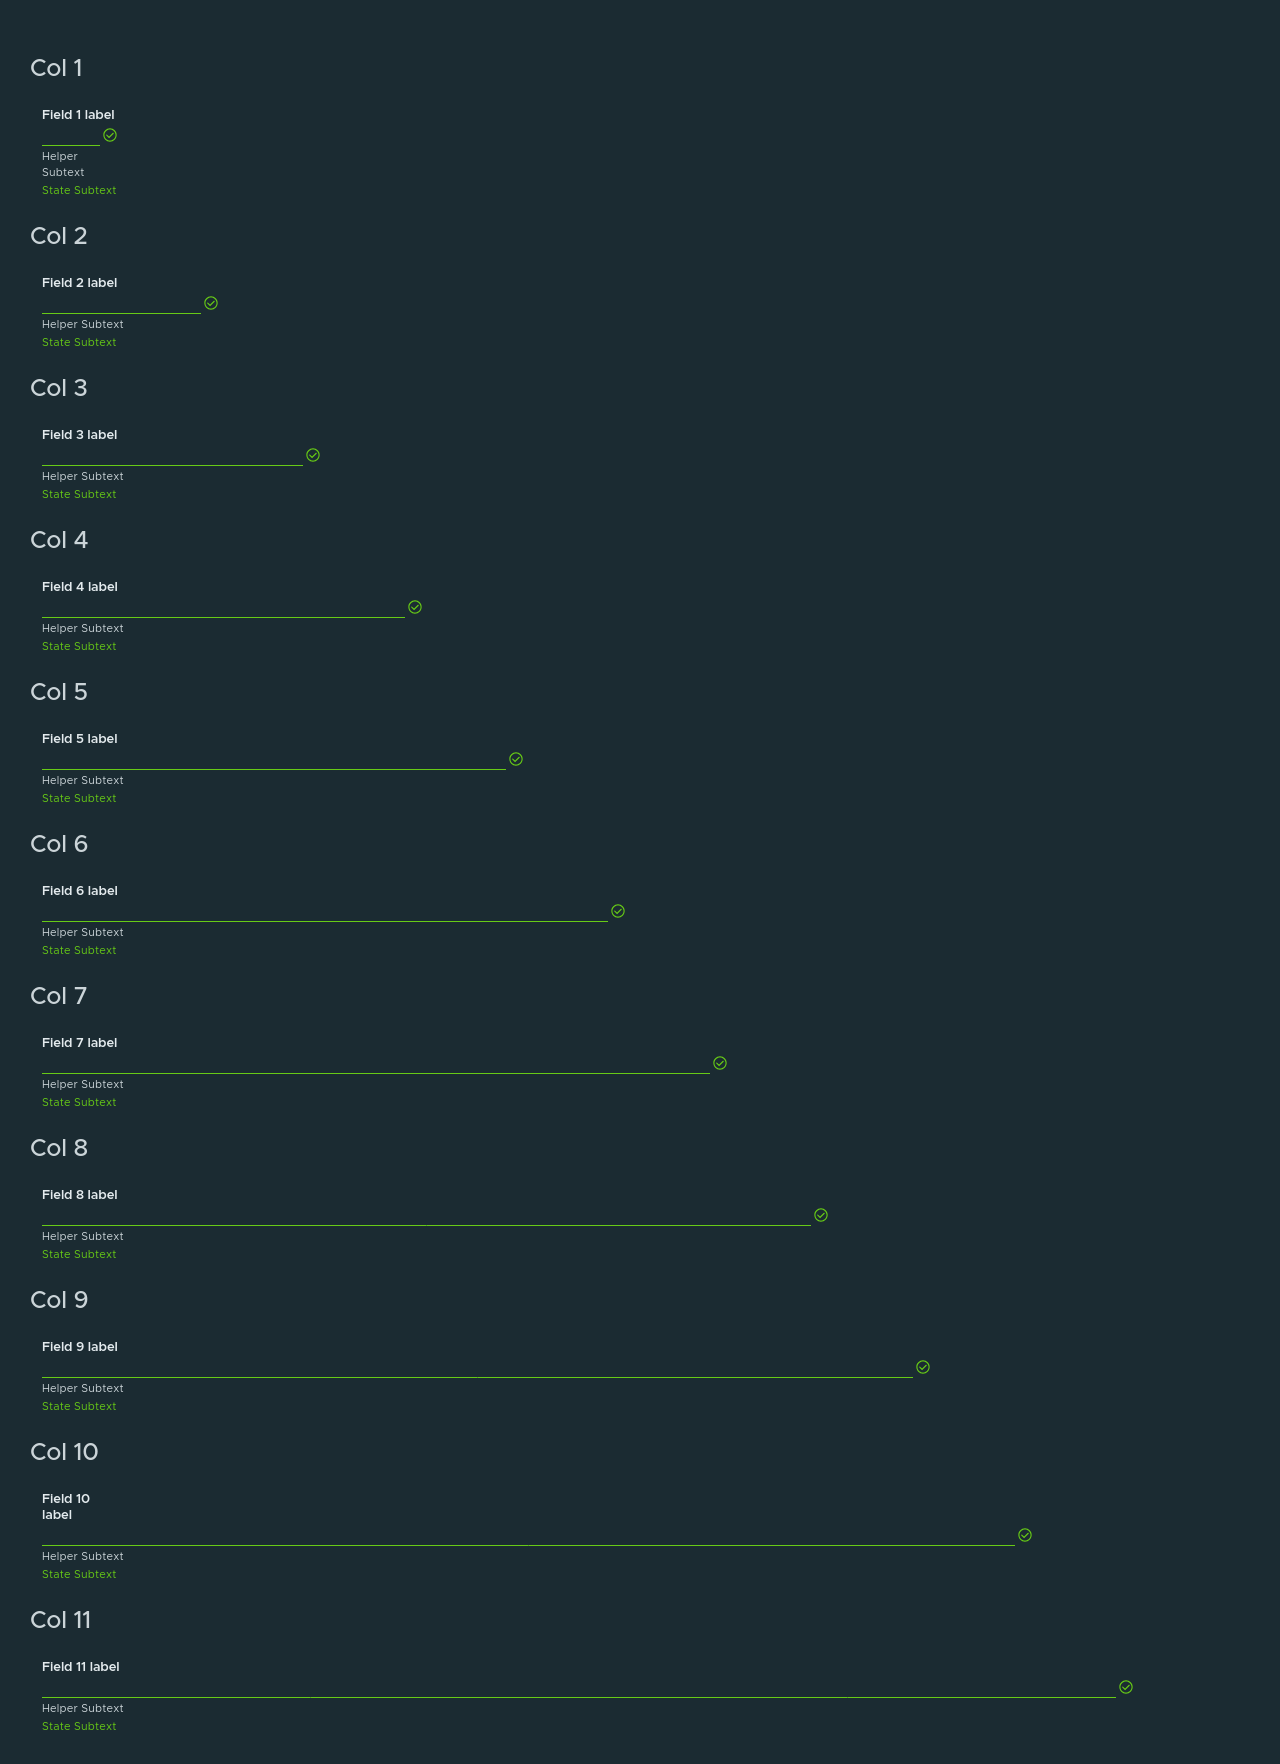 Col 1
Field 1 label
Helper
Subtext
State Subtext
Col 2
Field 2 label
Helper Subtext
State Subtext
Col 3
Field 3 label
Helper Subtext
State Subtext
Col 4
Field 4 label
Helper Subtext
State Subtext
Col 5
Field 5 label
Helper Subtext
State Subtext
Col 6
Field 6 label
Helper Subtext
State Subtext
Col 7
Field 7 label
Helper Subtext
State Subtext
Col 8
Field 8 label
Helper Subtext
State Subtext
Col 9
Field 9 label
Helper Subtext
State Subtext
Col 10
Field 10
label
Helper Subtext
State Subtext
Col 11
Field 11 label
Helper Subtext
State Subtext